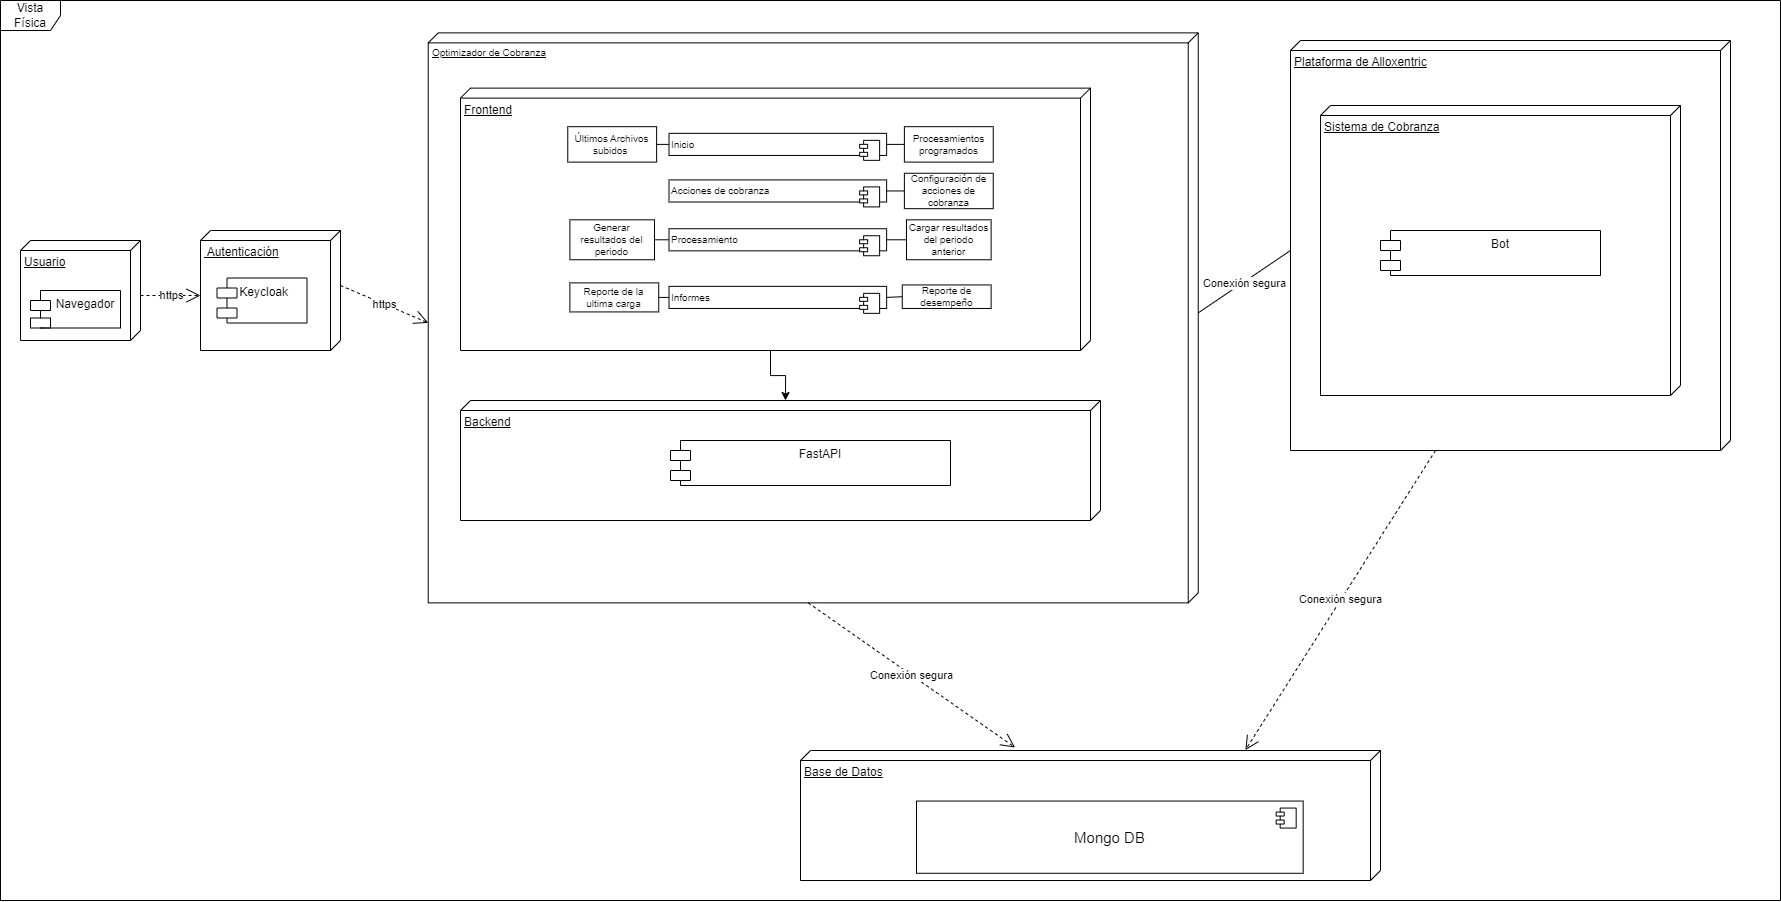 Vista
Física
Optimizador de Cobranza
Frontend
Últimos Archivos
subidos
Inicio
Procesamientos
programados
Acciones de cobranza
Configuración de
acciones de
cobranza
Generar
resultados del
periodo
Procesamiento
Cargar resultados
del periodo
anterior
Reporte de la
ultima carga
Informes
Reporte de
desempeño
Usuario
Navegador
https
Autenticación
Keycloak
https
Backend
FastAPI
Conexión segura
Plataforma de Alloxentric
Sistema de Cobranza
Bot
Conexión segura
Conexión segura
Base de Datos
Mongo DB